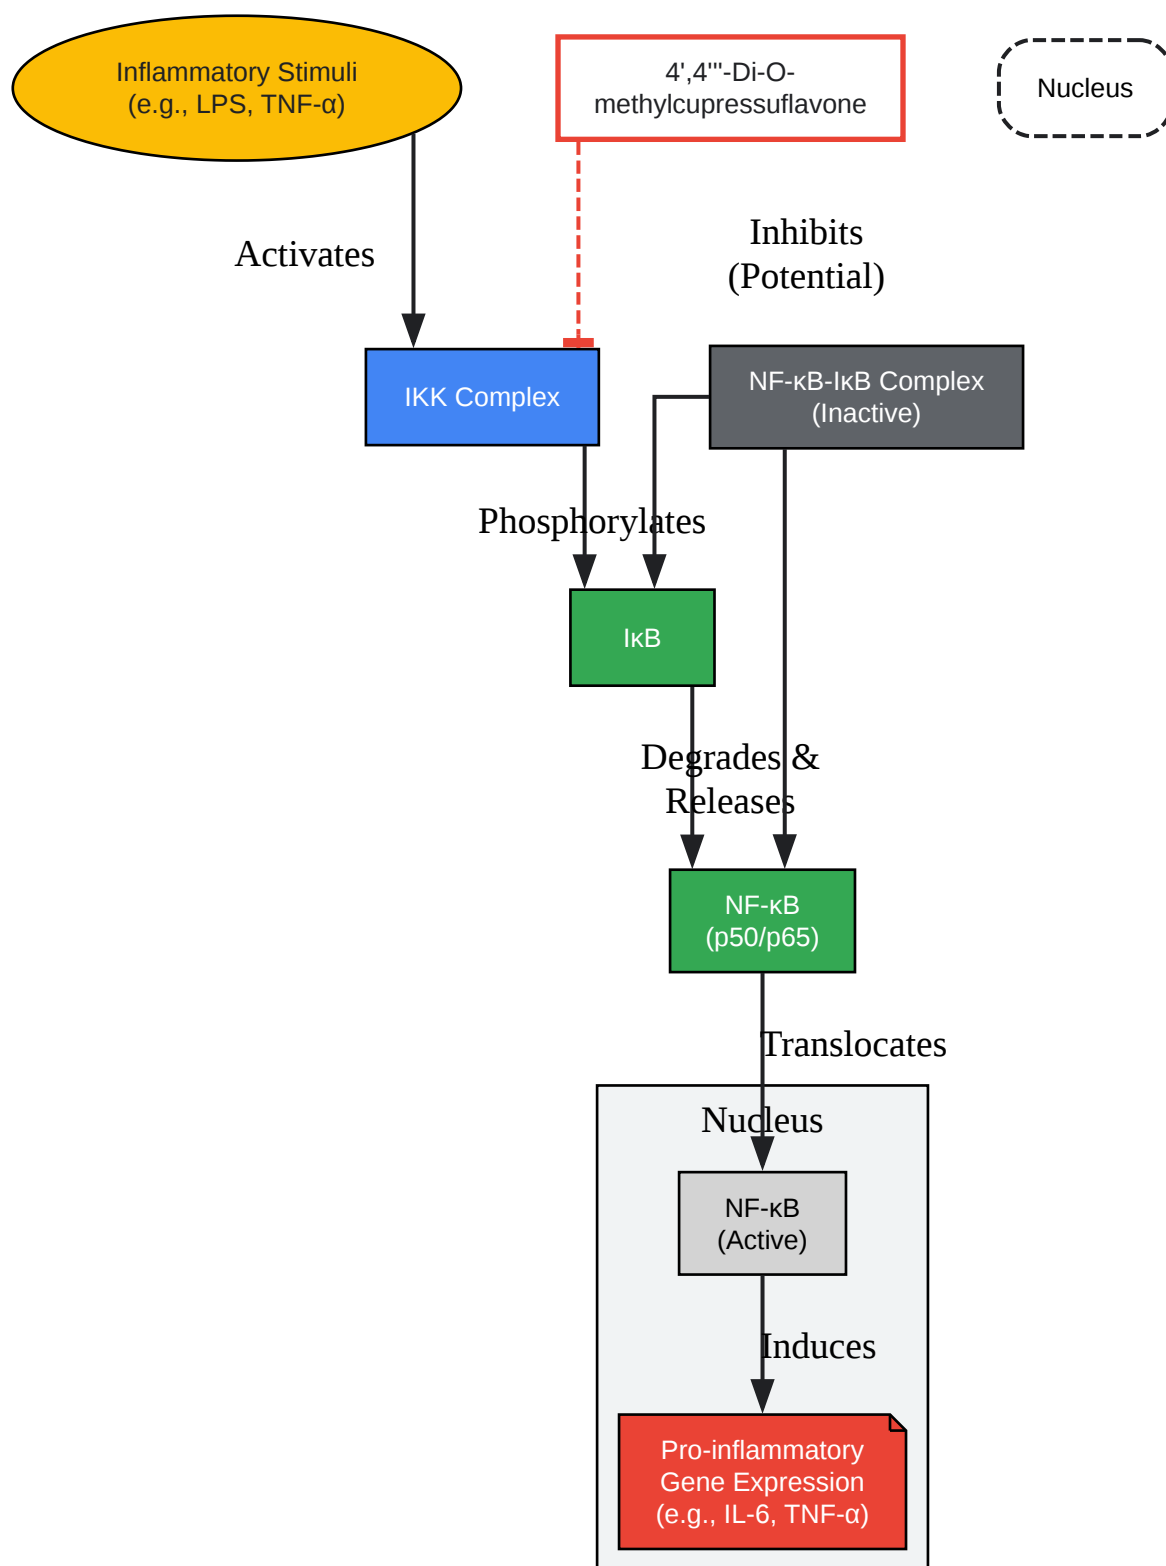 Inflammatory Stimuli
(e.g., LPS, TNF-α)
4',4'''-Di-O-
methylcupressuflavone
Nucleus
Activates
Inhibits
(Potential)
IKK Complex
NF-κB-IκB Complex
(Inactive)
Phosphorylates
IκB
Degrades &
Releases
NF-κB
(p50/p65)
Translocates
Nucleus
NF-κB
(Active)
Induces
Pro-inflammatory
Gene Expression
(e.g., IL-6, TNF-α)